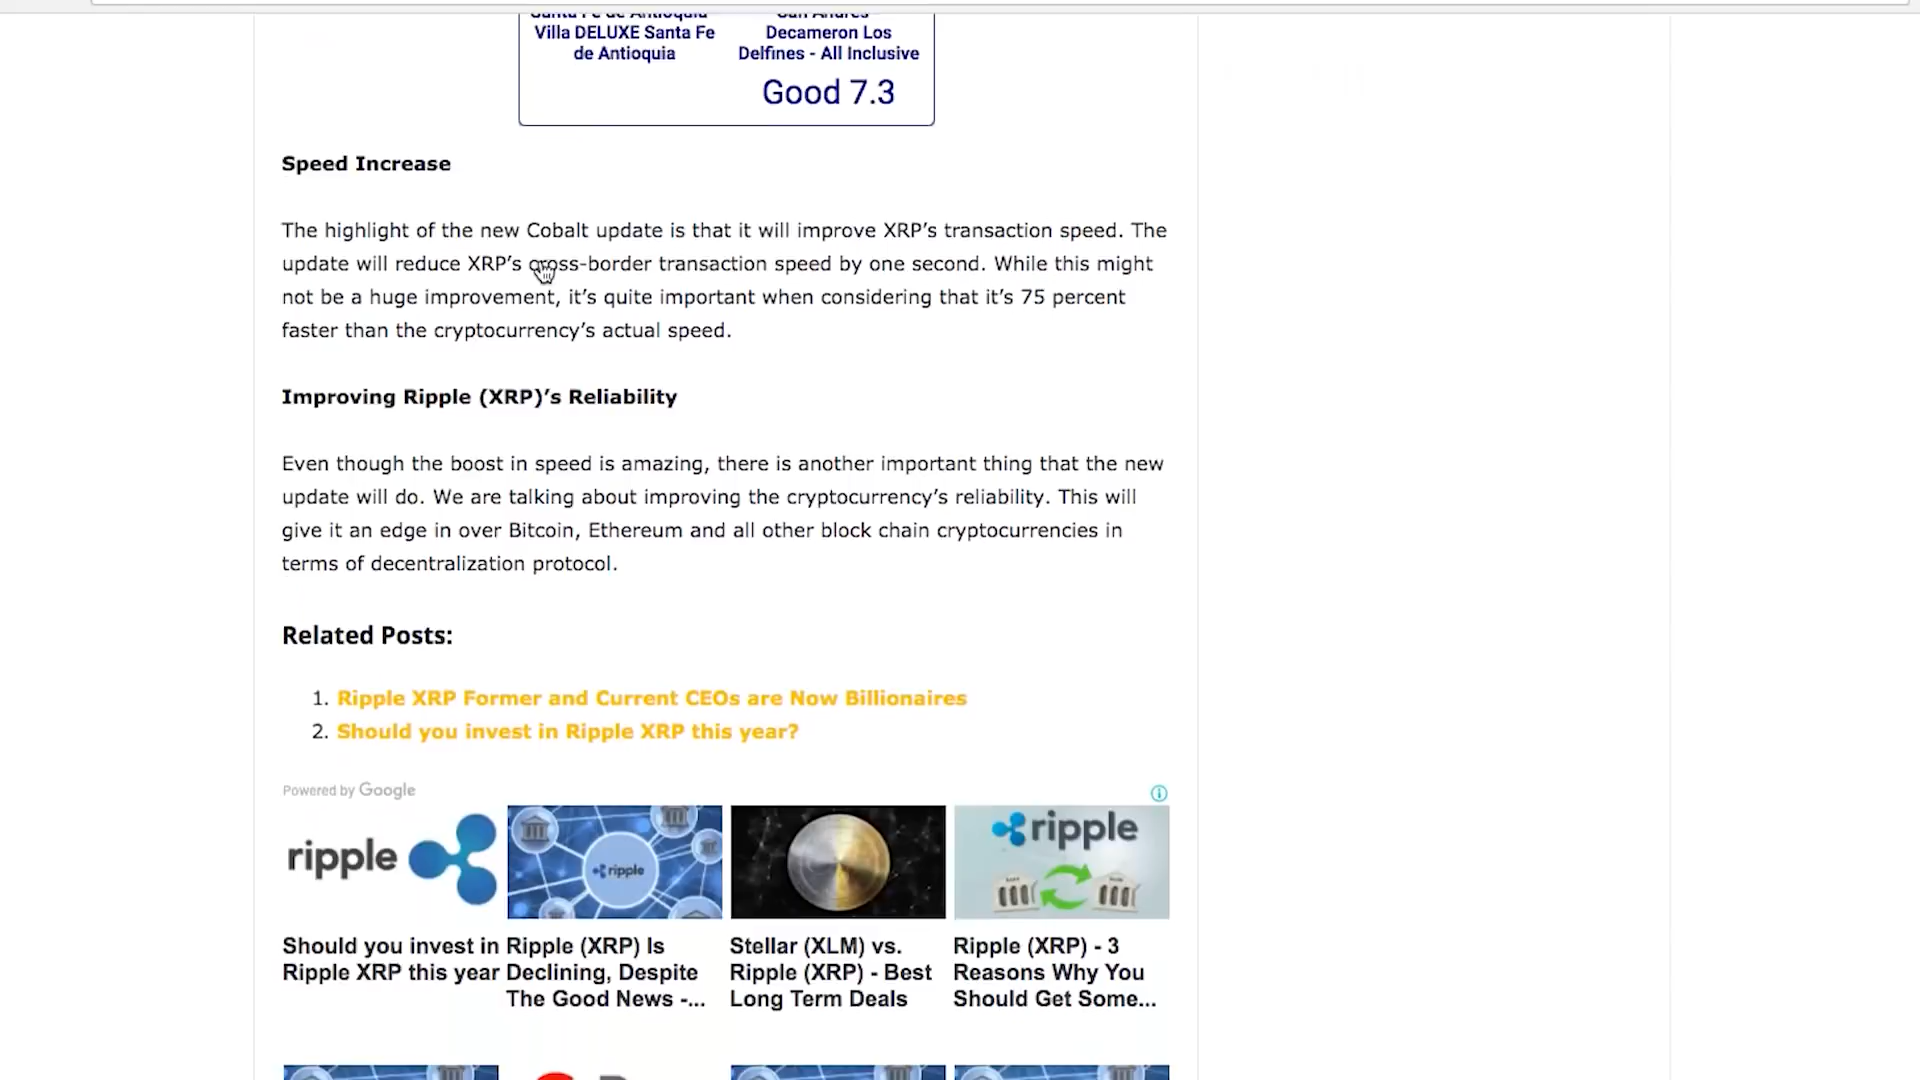 Santa Fe de Antioquia -
Villa DELUXE Santa Fe
de Antioquia
San Andres -
Decameron Los
Delfines - All Inclusive
Good 7.3
Speed Increase
The highlight of the new Cobalt update is that it will improve XRP’s transaction speed. The
update will reduce XRP’s cross-border transaction speed by one second. While this might
not be a huge improvement, it’s quite important when considering that it’s 75 percent
faster than the cryptocurrency’s actual speed.
Improving Ripple (XRP)’s Reliability
Even though the boost in speed is amazing, there is another important thing that the new
update will do. We are talking about improving the cryptocurrency’s reliability. This will
give it an edge in over Bitcoin, Ethereum and all other block chain cryptocurrencies in
terms of decentralization protocol.
Related Posts:
1. Ripple XRP Former and Current CEOs are Now Billionaires
2. Should you invest in Ripple XRP this year?
Powered by Google
ripple
ripple
ripple
Should you invest in
Ripple XRP this year
Ripple (XRP) Is
Declining, Despite
The Good News -...
Stellar (XLM) vs.
Ripple (XRP) - Best
Long Term Deals
Ripple (XRP) - 3
Reasons Why You
Should Get Some...